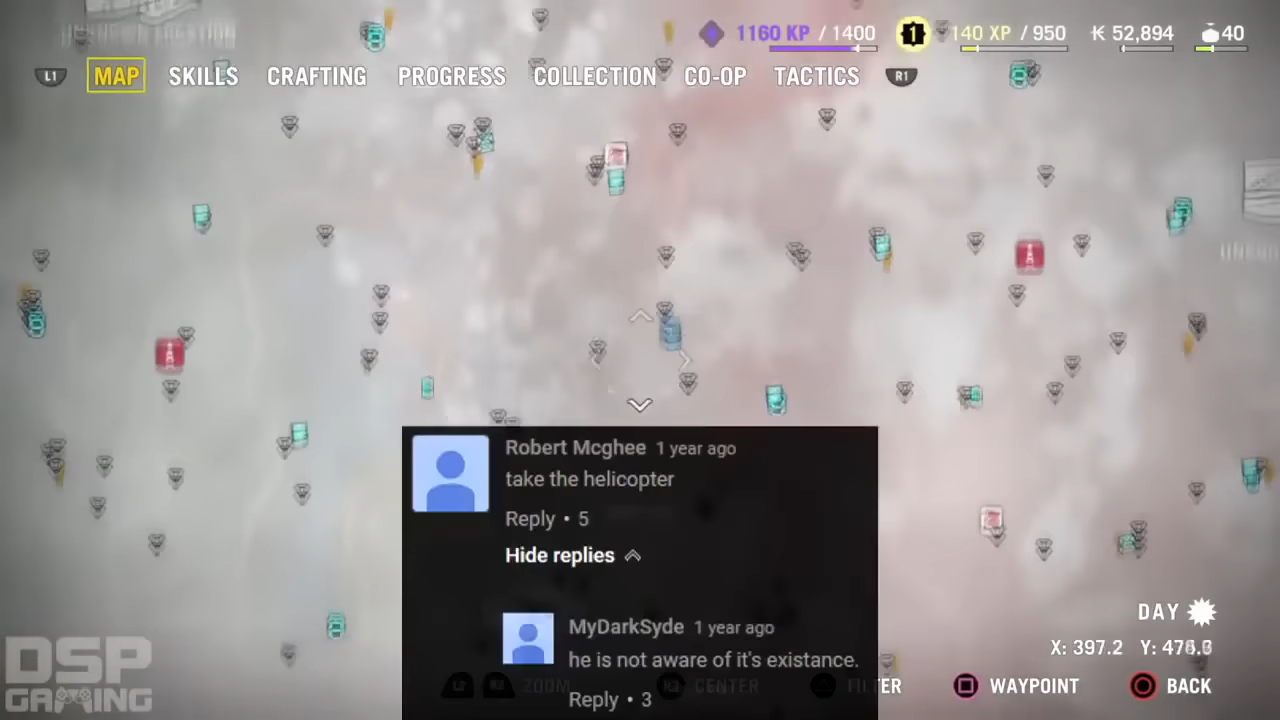 1160 KP / 1400
1
140 XP / 950
52,894
40
L1
MAP
SKILLS
CRAFTING
PROGRESS
COLLECTION
CO-OP
TACTICS
R1
Robert Mcghee 1 year ago
take the helicopter
Reply • 5
Hide replies
MyDarkSyde 1 year ago
he is not aware of it's existance.
Reply • 3
DAY
X: 397.2 Y:
ZOOM
CENTER
FILTER
WAYPOINT
BACK
DSP
GAMING